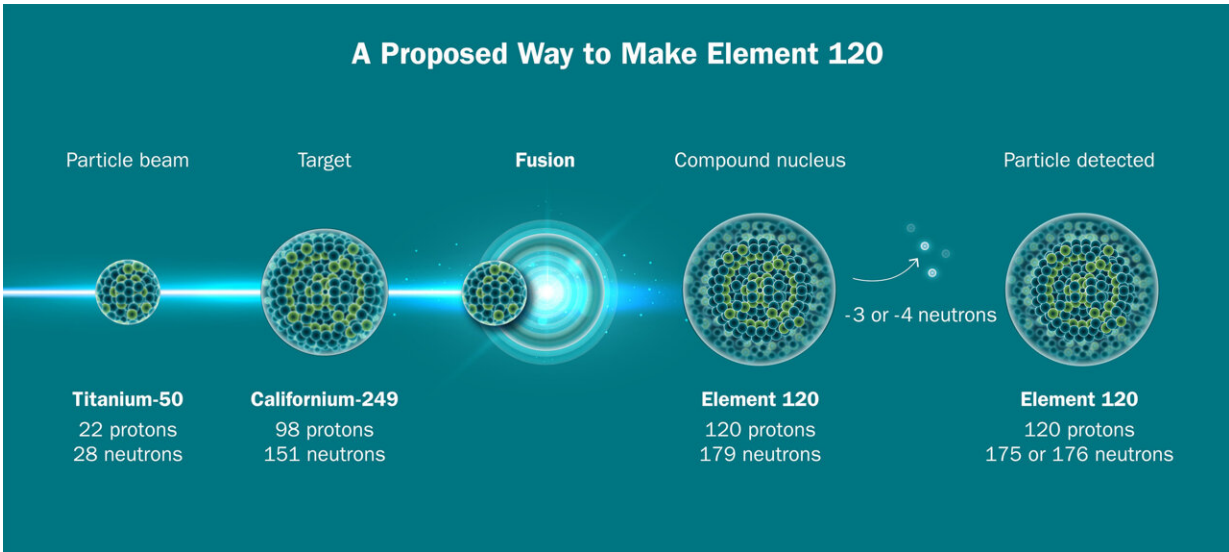 A Proposed Way to Make Element 120
Particle beam
Target
Fusion
Compound nucleus
Particle detected
-3 or -4 neutrons
Titanium-50
22 protons
28 neutrons
Californium-249
98 protons
151 neutrons
Element 120
120 protons
179 neutrons
Element 120
120 protons
175 or 176 neutrons